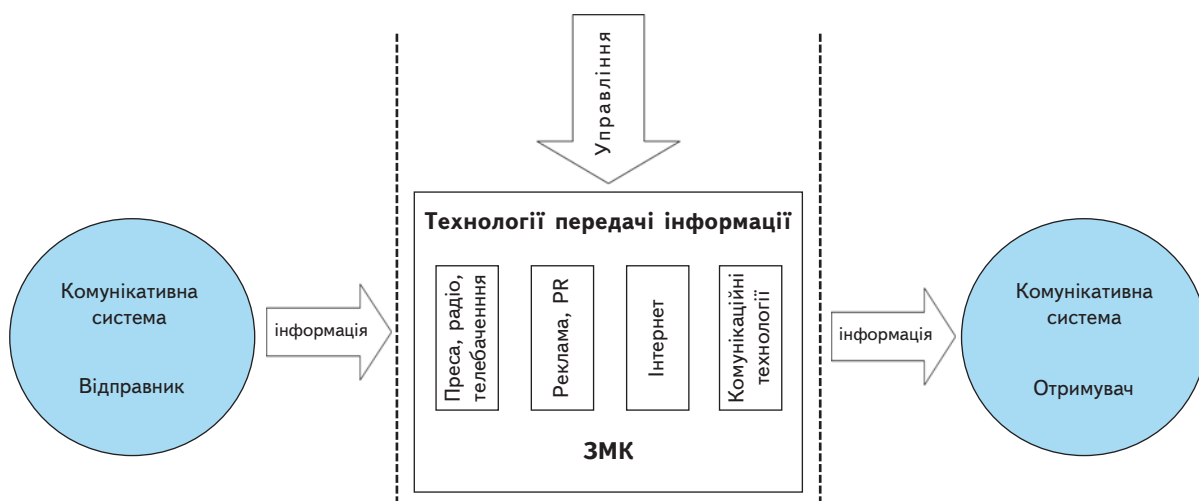 Управління
Технології передачі інформації
Комунікативна
система
Відправник
інформація
Преса, радіо,
телебаченння
Реклама, PR
Інтернет
Комунікаційні
технології
ЗМК
інформація
Комунікативна
система
Отримувач